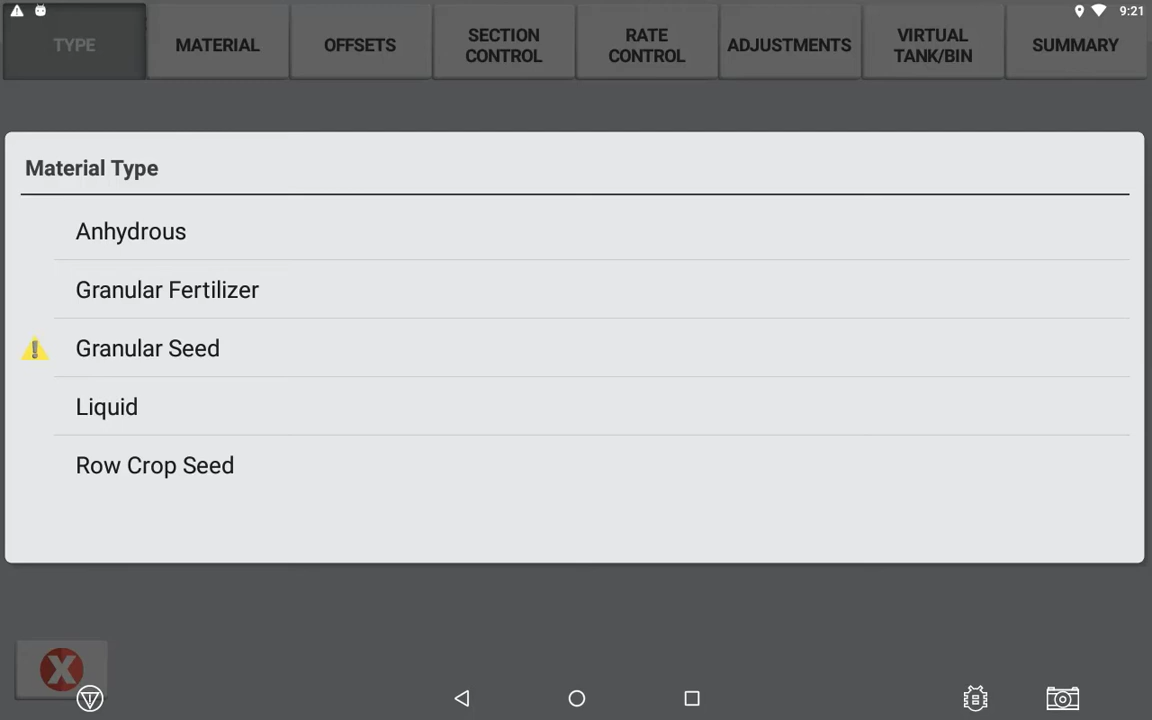 9:21
TYPE
MATERIAL
OFFSETS
SECTION
CONTROL
RATE
CONTROL
ADJUSTMENTS
VIRTUAL
TANK/BIN
SUMMARY
Material Type
Anhydrous
Granular Fertilizer
Granular Seed
Liquid
Row Crop Seed
X